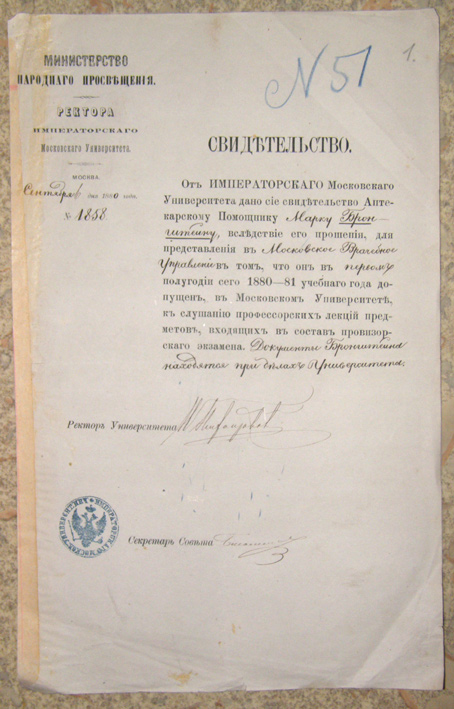 № 51
1.
МИНИСТЕРСТВО
НАРОДНАГО ПРОСВѢЩЕНІЯ.
РЕКТОРА
ИМПЕРАТОРСКАГО
Московскаго Университета.
МОСКВА.
Сентября дня 1880 года.
№ 1858
СВИДѢТЕЛЬСТВО.
Отъ ИМПЕРАТОРСКАГО Московскаго
Университета дано сіе свидѣтельство Апте-
карскому Помощнику Марку Брон-
штейну, вслѣдствіе его прошенія, для
представленія въ Московское Врачебное
Управленіе въ томъ, что онъ въ первомъ
полугодіи сего 1880—81 учебнаго года до-
пущенъ, въ Московскомъ Университетѣ,
къ слушанію профессорскихъ лекцій пред-
метовъ, входящихъ въ составъ провизор-
скаго экзамена. Документы Бронштейна
находятся при дѣлахъ Университета.
Ректоръ Университета
Секретарь Совѣта